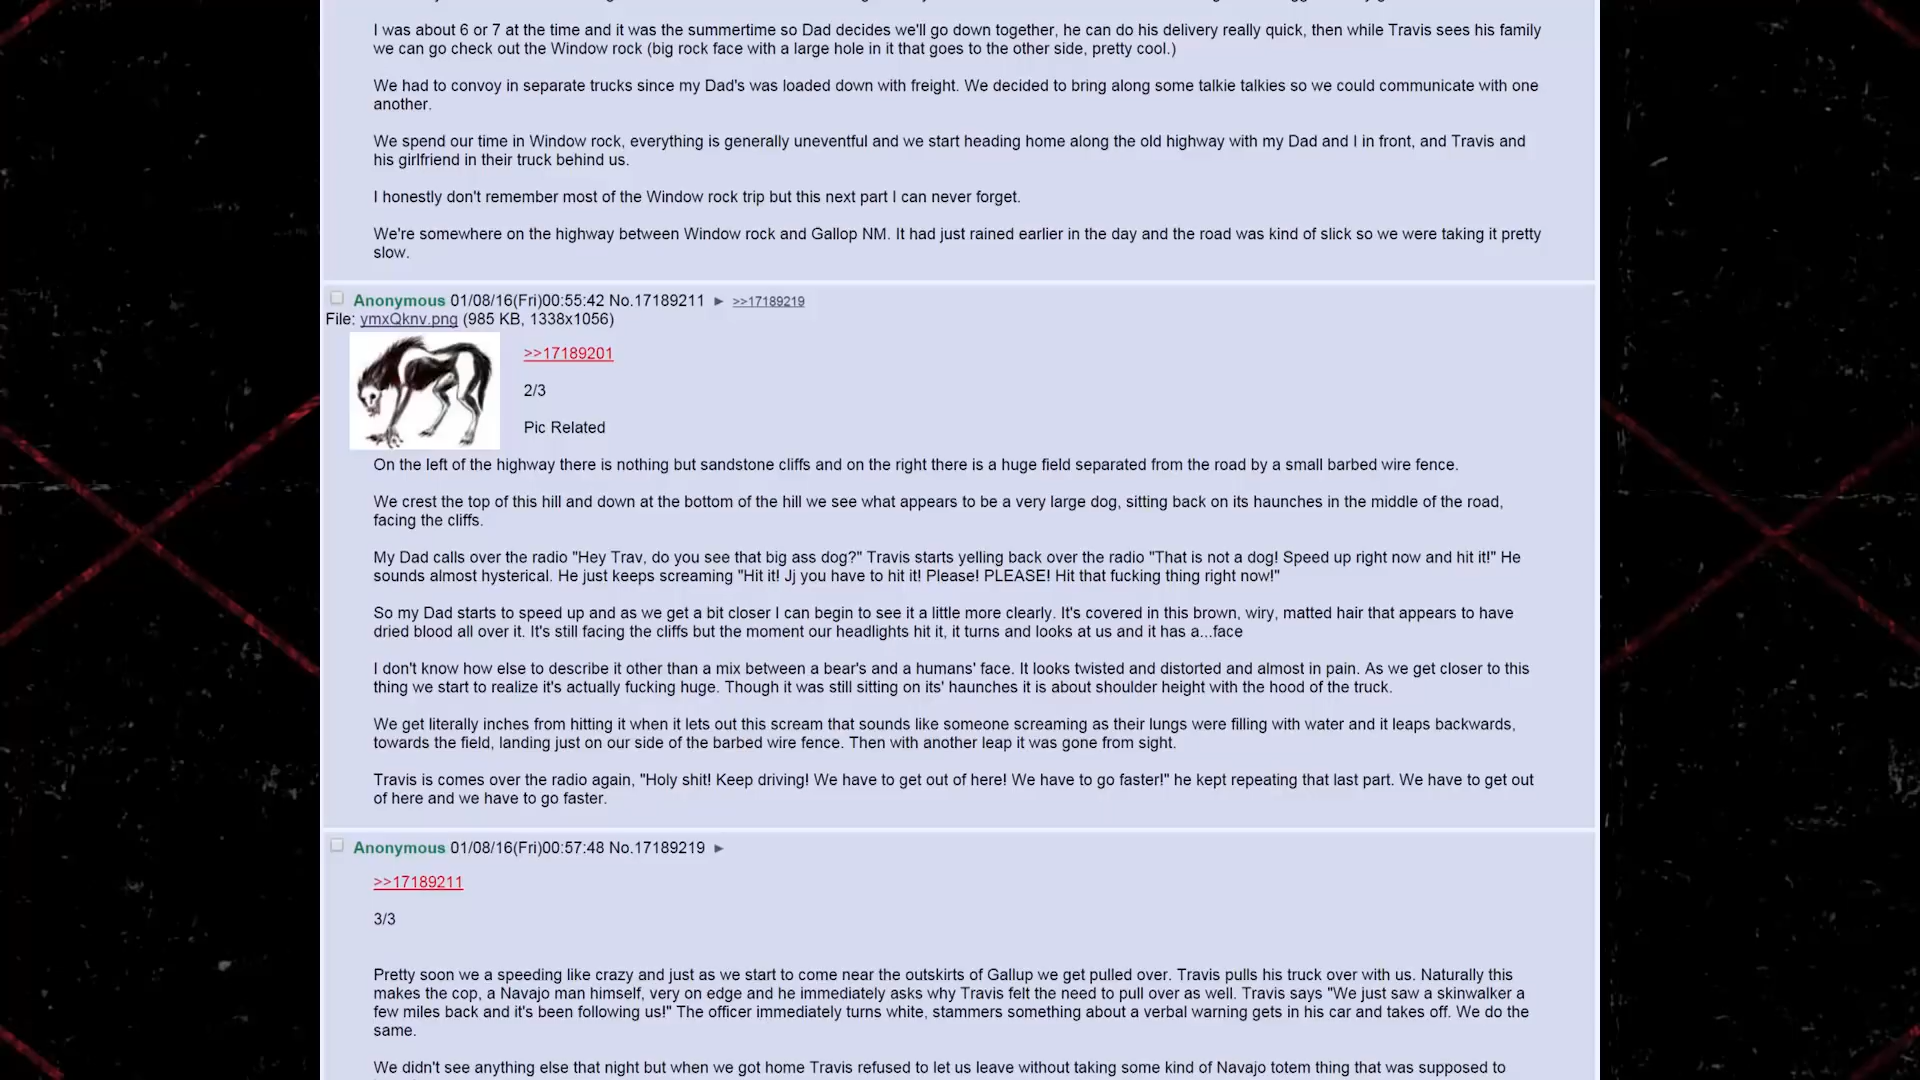 I was about 6 or 7 at the time and it was the summertime so Dad decides we'll go down together, he can do his delivery really quick, then while Travis sees his family
we can go check out the Window rock (big rock face with a large hole in it that goes to the other side, pretty cool.)
We had to convoy in separate trucks since my Dad's was loaded down with freight. We decided to bring along some talkie talkies so we could communicate with one
another.
We spend our time in Window rock, everything is generally uneventful and we start heading home along the old highway with my Dad and I in front, and Travis and
his girlfriend in their truck behind us.
I honestly don't remember most of the Window rock trip but this next part I can never forget.
We're somewhere on the highway between Window rock and Gallop NM. It had just rained earlier in the day and the road was kind of slick so we were taking it pretty
slow.
Anonymous 01/08/16(Fri)00:55:42 No.17189211 ► >>17189219
File: ymxQknv.png (985 KB, 1338x1056)
>>17189201
2/3
Pic Related
On the left of the highway there is nothing but sandstone cliffs and on the right there is a huge field separated from the road by a small barbed wire fence.
We crest the top of this hill and down at the bottom of the hill we see what appears to be a very large dog, sitting back on its haunches in the middle of the road,
facing the cliffs.
My Dad calls over the radio "Hey Trav, do you see that big ass dog?" Travis starts yelling back over the radio "That is not a dog! Speed up right now and hit it!" He
sounds almost hysterical. He just keeps screaming "Hit it! Jj you have to hit it! Please! PLEASE! Hit that fucking thing right now!"
So my Dad starts to speed up and as we get a bit closer I can begin to see it a little more clearly. It's covered in this brown, wiry, matted hair that appears to have
dried blood all over it. It's still facing the cliffs but the moment our headlights hit it, it turns and looks at us and it has a...face
I don't know how else to describe it other than a mix between a bear's and a humans' face. It looks twisted and distorted and almost in pain. As we get closer to this
thing we start to realize it's actually fucking huge. Though it was still sitting on its' haunches it is about shoulder height with the hood of the truck.
We get literally inches from hitting it when it lets out this scream that sounds like someone screaming as their lungs were filling with water and it leaps backwards,
towards the field, landing just on our side of the barbed wire fence. Then with another leap it was gone from sight.
Travis is comes over the radio again, "Holy shit! Keep driving! We have to get out of here! We have to go faster!" he kept repeating that last part. We have to get out
of here and we have to go faster.
Anonymous 01/08/16(Fri)00:57:48 No.17189219 ►
>>17189211
3/3
Pretty soon we a speeding like crazy and just as we start to come near the outskirts of Gallup we get pulled over. Travis pulls his truck over with us. Naturally this
makes the cop, a Navajo man himself, very on edge and he immediately asks why Travis felt the need to pull over as well. Travis says "We just saw a skinwalker a
few miles back and it's been following us!" The officer immediately turns white, stammers something about a verbal warning gets in his car and takes off. We do the
same.
We didn't see anything else that night but when we got home Travis refused to let us leave without taking some kind of Navajo totem thing that was supposed to